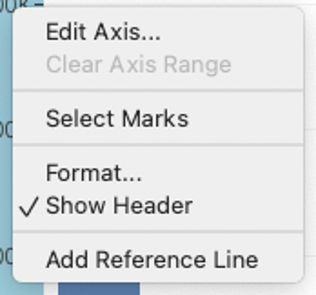 Edit Axis...
Clear Axis Range
Select Marks
Format...
✓ Show Header
Add Reference Line